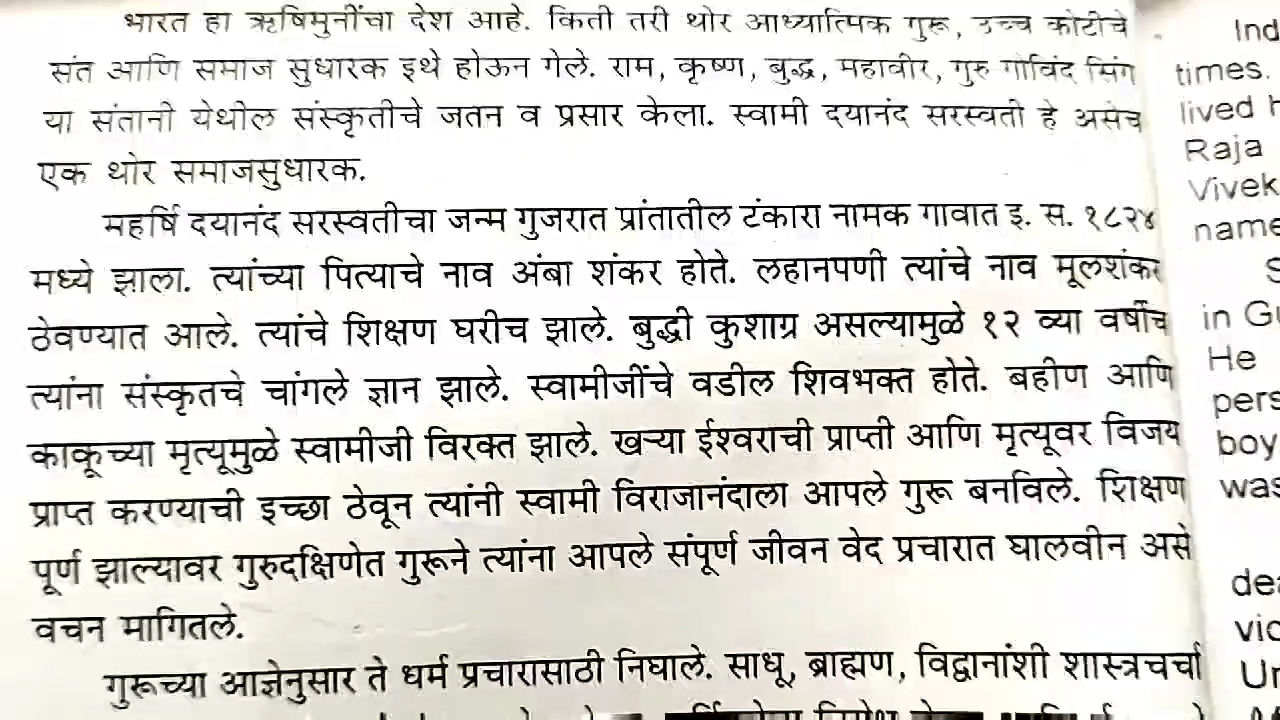 भारत हा ऋषिमुनींचा देश आहे. किती तरी थोर आध्यात्मिक गुरू, उच्च कोटीचे
संत आणि समाज सुधारक इथे होऊन गेले. राम, कृष्ण, बुद्ध, महावीर, गुरु गोविंद सिंग
या संतानी येथील संस्कृतीचे जतन व प्रसार केला. स्वामी दयानंद सरस्वती हे असेच
एक थोर समाजसुधारक.
महर्षि दयानंद सरस्वतीचा जन्म गुजरात प्रांतातील टंकारा नामक गावात इ. स. १८२४
मध्ये झाला. त्यांच्या पित्याचे नाव अंबा शंकर होते. लहानपणी त्यांचे नाव मूलशंकर
ठेवण्यात आले. त्यांचे शिक्षण घरीच झाले. बुद्धी कुशाग्र असल्यामुळे १२ व्या वर्षीच
त्यांना संस्कृतचे चांगले ज्ञान झाले. स्वामीजींचे वडील शिवभक्त होते. बहीण आणि
काकूच्या मृत्यूमुळे स्वामीजी विरक्त झाले. खऱ्या ईश्वराची प्राप्ती आणि मृत्यूवर विजय
प्राप्त करण्याची इच्छा ठेवून त्यांनी स्वामी विराजानंदाला आपले गुरू बनविले. शिक्षण
पूर्ण झाल्यावर गुरुदक्षिणेत गुरूने त्यांना आपले संपूर्ण जीवन वेद प्रचारात घालवीन असे
वचन मागितले.
गुरूच्या आज्ञेनुसार ते धर्म प्रचारासाठी निघाले. साधू, ब्राह्मण, विद्वानांशी शास्त्रचर्चा
Ind
times.
lived h
Raja
Vivek
name
S
in Gu
He
pers
boy
was
dea
vic
Un